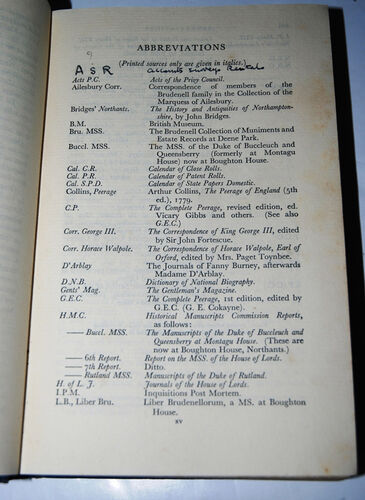 ABBREVIATIONS
(Printed sources only are given in italics.)
A S R accounts survey Rental
Acts P.C. Acts of the Privy Council.
Ailesbury Corr. Correspondence of members of the
Brudenell family in the Collection of the
Marquess of Ailesbury.
Bridges' Northants. The History and Antiquities of Northampton-
shire, by John Bridges.
B.M. British Museum.
Bru. MSS. The Brudenell Collection of Muniments and
Estate Records at Deene Park.
Buccl. MSS. The MSS. of the Duke of Buccleuch and
Queensberry (formerly at Montagu
House) now at Boughton House.
Cal. C.R. Calendar of Close Rolls.
Cal. P.R. Calendar of Patent Rolls.
Cal. S.P.D. Calendar of State Papers Domestic.
Collins, Peerage Arthur Collins, The Peerage of England (5th
ed.), 1779.
C.P. The Complete Peerage, revised edition, ed.
Vicary Gibbs and others. (See also
G.E.C.)
Corr. George III. The Correspondence of King George III, edited
by Sir John Fortescue.
Corr. Horace Walpole. The Correspondence of Horace Walpole, Earl of
Orford, edited by Mrs. Paget Toynbee.
D'Arblay The Journals of Fanny Burney, afterwards
Madame D'Arblay.
D.N.B. Dictionary of National Biography.
Gents' Mag. The Gentleman's Magazine.
G.E.C. The Complete Peerage, 1st edition, edited by
G.E.C. (G. E. Cokayne).
H.M.C. Historical Manuscripts Commission Reports,
as follows:
—— Buccl. MSS. The Manuscripts of the Duke of Buccleuch and
Queensberry at Montagu House. (These are
now at Boughton House, Northants.)
—— 6th Report. Report on the MSS. of the House of Lords.
—— 7th Report. Ditto.
—— Rutland MSS. Manuscripts of the Duke of Rutland.
H. of L. J. Journals of the House of Lords.
I.P.M. Inquisitions Post Mortem.
L.B., Liber Bru. Liber Brudenellorum, a MS. at Boughton
House.
xv